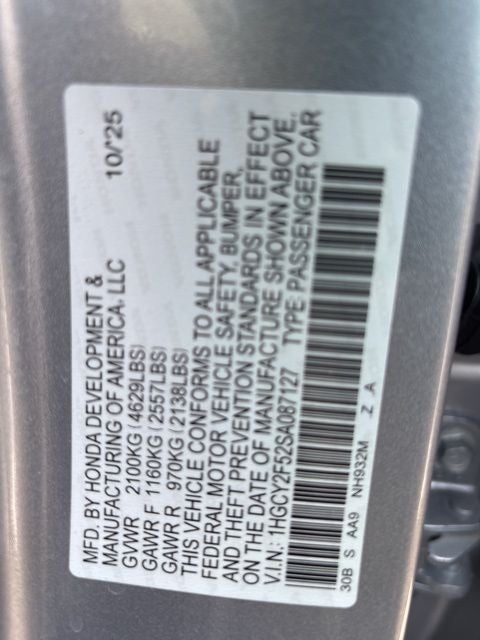 MFD. BY HONDA DEVELOPMENT &
MANUFACTURING OF AMERICA, LLC 10/'25
GVWR 2100KG (4629LBS)
GAWR F 1160KG (2557LBS)
GAWR R 970KG (2138LBS)
THIS VEHICLE CONFORMS TO ALL APPLICABLE
FEDERAL MOTOR VEHICLE SAFETY, BUMPER,
AND THEFT PREVENTION STANDARDS IN EFFECT
ON THE DATE OF MANUFACTURE SHOWN ABOVE.
V.I.N.: 1HGCY2F52SA087127 TYPE PASSENGER CAR
30B S AA9 NH932M Z A